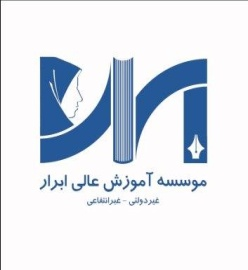 موسسه آموزش عالی ابرار
غیردولتی - غیرانتفاعی